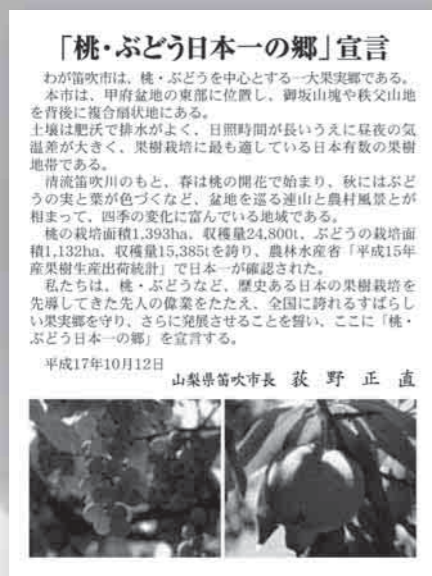 「桃・ぶどう日本一の郷」宣言
わが笛吹市は、桃・ぶどうを中心とする一大果実郷である。
本市は、甲府盆地の東部に位置し、御坂山塊や秩父山地
を背後に複合扇状地にある。
土壌は肥沃で排水がよく、日照時間が長いうえに昼夜の気
温差が大きく、果樹栽培に最も適している日本有数の果樹
地帯である。
清流笛吹川のもと、春は桃の開花で始まり、秋にはぶど
うの実と葉が色づくなど、盆地を巡る連山と農村風景とが
相まって、四季の変化に富んでいる地域である。
桃の栽培面積1,393ha、収穫量24,800t、ぶどうの栽培面
積1,132ha、収穫量15,385tを誇り、農林水産省「平成15年
産果樹生産出荷統計」で日本一が確認された。
私たちは、桃・ぶどうなど、歴史ある日本の果樹栽培を
先導してきた先人の偉業をたたえ、全国に誇れるすばらし
い果実郷を守り、さらに発展させることを誓い、ここに「桃・
ぶどう日本一の郷」を宣言する。
平成17年10月12日
山梨県笛吹市長 荻野正直